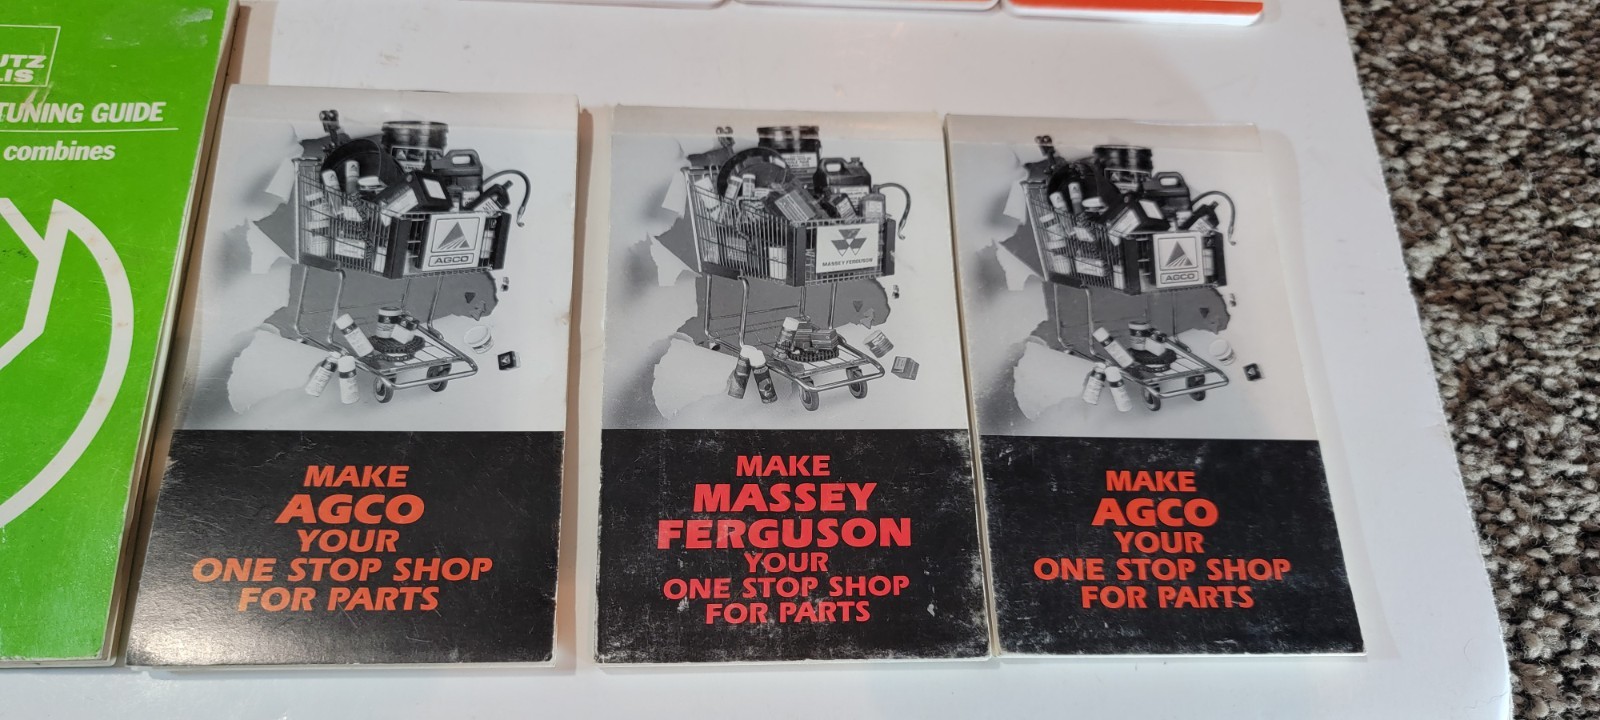 TUNING GUIDE
combines
AGCO
MAKE
AGCO
YOUR
ONE STOP SHOP
FOR PARTS
MASSEY FERGUSON
MAKE
MASSEY
FERGUSON
YOUR
ONE STOP SHOP
FOR PARTS
AGCO
MAKE
AGCO
YOUR
ONE STOP SHOP
FOR PARTS